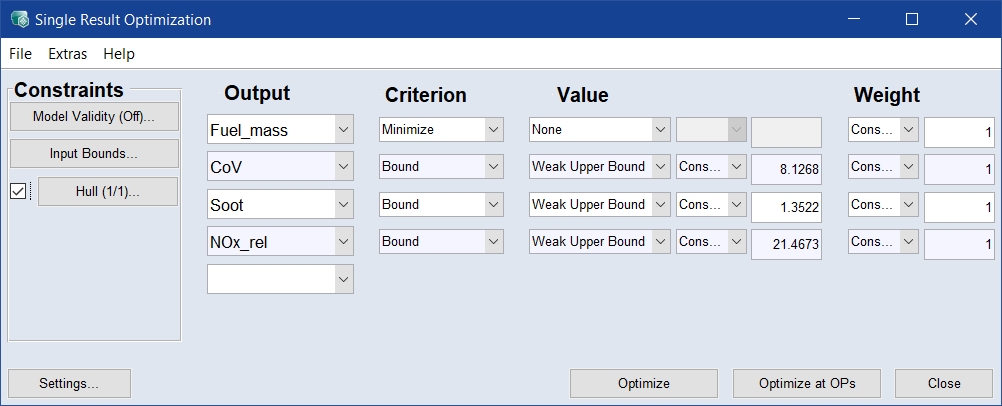 Single Result Optimization
File Extras Help
Constraints Output Criterion Value Weight
Model Validity (Off)... Fuel_mass Minimize None Cons... 1
Input Bounds... CoV Bound Weak Upper Bound Cons... 8.1268 Cons... 1
Hull (1/1)... Soot Bound Weak Upper Bound Cons... 1.3522 Cons... 1
NOx_rel Bound Weak Upper Bound Cons... 21.4673 Cons... 1
Settings... Optimize Optimize at OPs Close